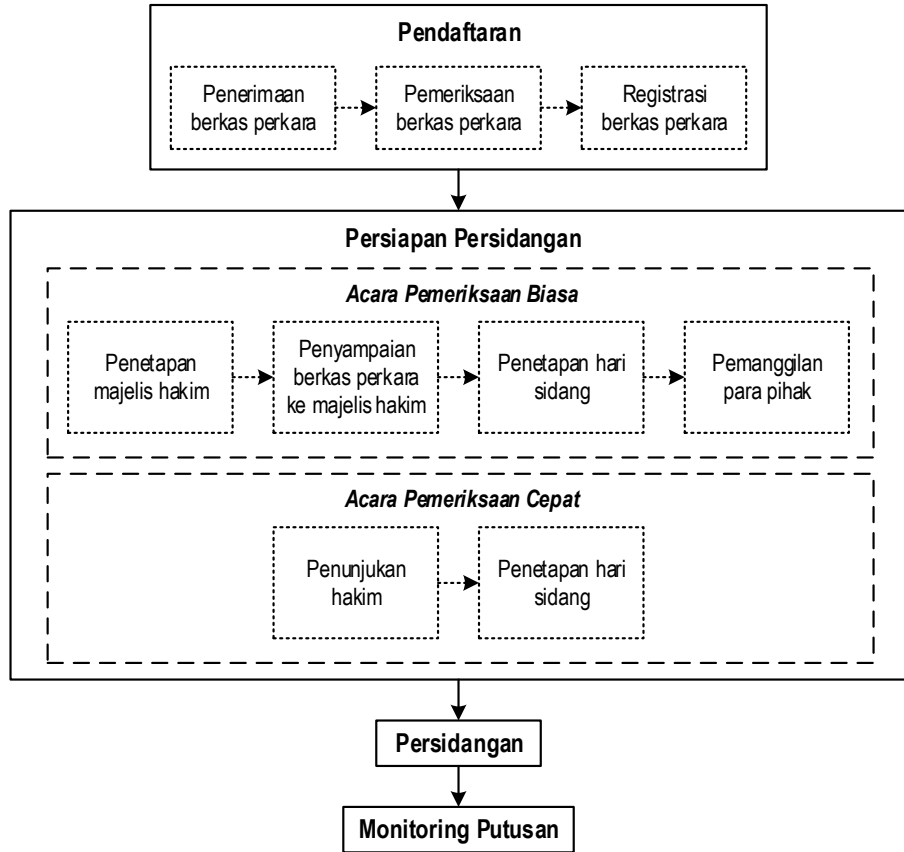 Pendaftaran
Penerimaan
berkas perkara
Pemeriksaan
berkas perkara
Registrasi
berkas perkara
Persiapan Persidangan
Acara Pemeriksaan Biasa
Penetapan
majelis hakim
Penyampaian
berkas perkara
ke majelis hakim
Penetapan hari
sidang
Pemanggilan
para pihak
Acara Pemeriksaan Cepat
Penunjukan
hakim
Penetapan hari
sidang
Persidangan
Monitoring Putusan